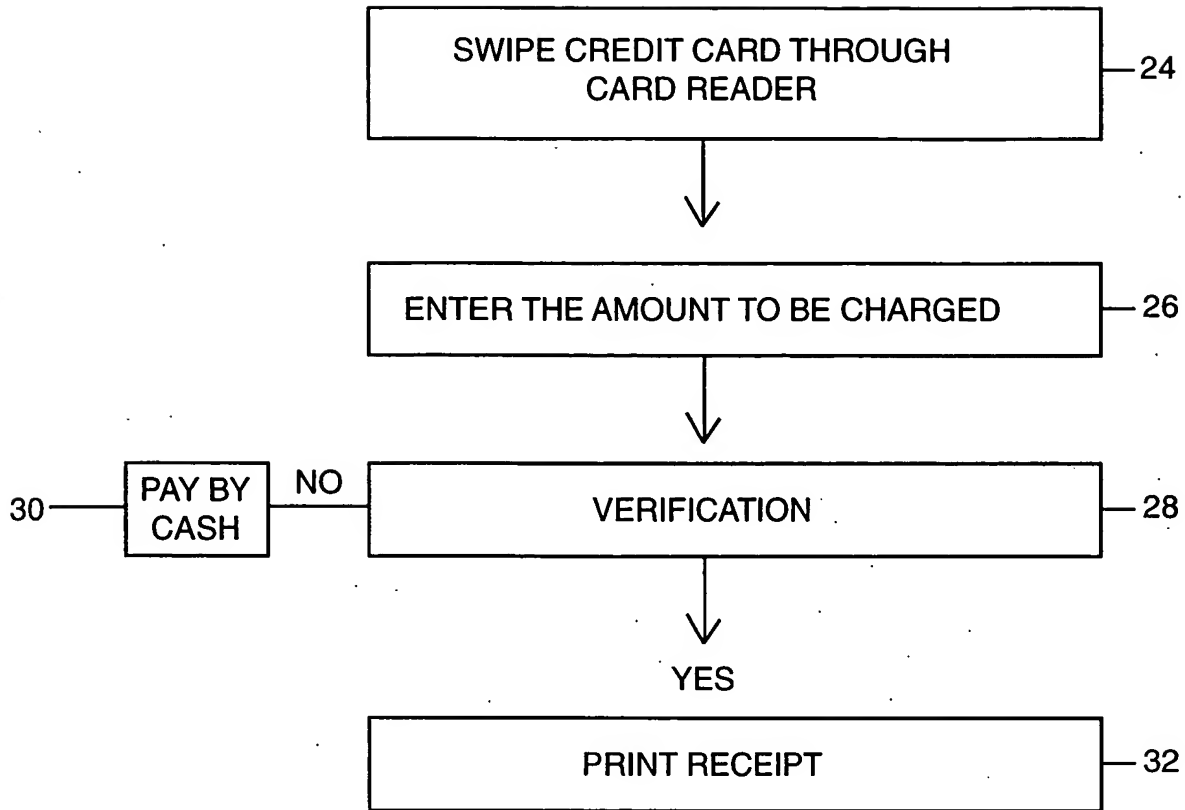 SWIPE CREDIT CARD THROUGH
CARD READER
24
ENTER THE AMOUNT TO BE CHARGED
26
30
PAY BY
CASH
NO
VERIFICATION
28
YES
PRINT RECEIPT
32